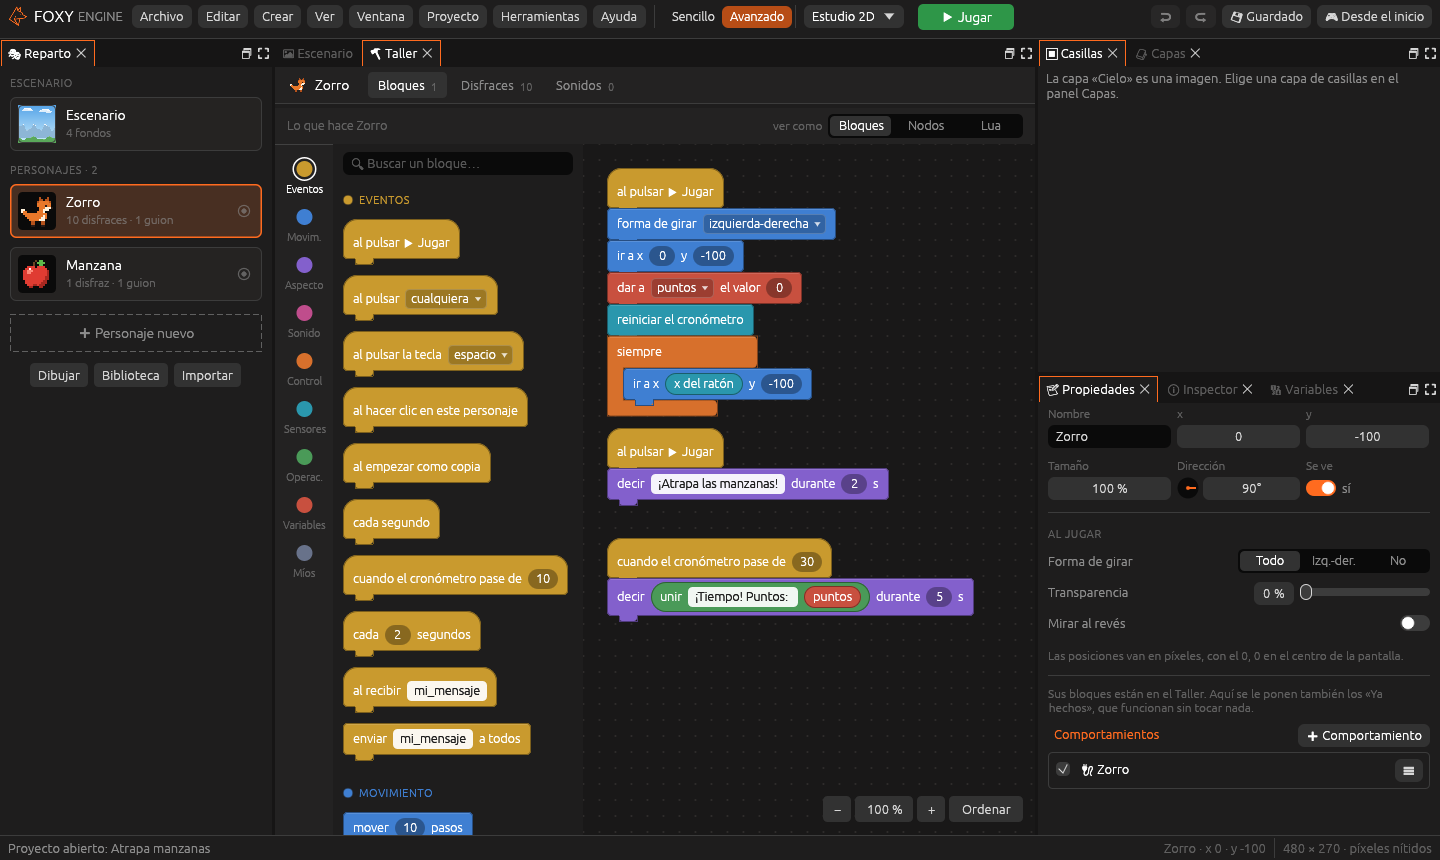 FOXY ENGINE Archivo Editar Crear Ver Ventana Proyecto Herramientas Ayuda Sencillo Avanzado Estudio 2D Jugar Guardado Desde el inicio
Reparto
ESCENARIO
Escenario
4 fondos
PERSONAJES · 2
Zorro
10 disfraces · 1 guion
Manzana
1 disfraz · 1 guion
+ Personaje nuevo
Dibujar Biblioteca Importar
Escenario Taller
Zorro Bloques 1 Disfraces 10 Sonidos 0
Lo que hace Zorro ver como Bloques Nodos Lua
Eventos
Movim.
Aspecto
Sonido
Control
Sensores
Operac.
Variables
Míos
Buscar un bloque…
EVENTOS
al pulsar Jugar
al pulsar cualquiera
al pulsar la tecla espacio
al hacer clic en este personaje
al empezar como copia
cada segundo
cuando el cronómetro pase de 10
cada 2 segundos
al recibir mi_mensaje
enviar mi_mensaje a todos
MOVIMIENTO
mover 10 pasos
al pulsar Jugar
forma de girar izquierda-derecha
ir a x 0 y -100
dar a puntos el valor 0
reiniciar el cronómetro
siempre
ir a x x del ratón y -100
al pulsar Jugar
decir ¡Atrapa las manzanas! durante 2 s
cuando el cronómetro pase de 30
decir unir ¡Tiempo! Puntos: puntos durante 5 s
− 100 % + Ordenar
Casillas Capas
La capa «Cielo» es una imagen. Elige una capa de casillas en el
panel Capas.
Propiedades Inspector Variables
Nombre x y
Zorro 0 -100
Tamaño Dirección Se ve
100 % 90° sí
AL JUGAR
Forma de girar Todo Izq.-der. No
Transparencia 0 %
Mirar al revés
Las posiciones van en píxeles, con el 0, 0 en el centro de la pantalla.
Sus bloques están en el Taller. Aquí se le ponen también los «Ya
hechos», que funcionan sin tocar nada.
Comportamientos + Comportamiento
Zorro
Proyecto abierto: Atrapa manzanas Zorro · x 0 · y -100 480 × 270 · píxeles nítidos